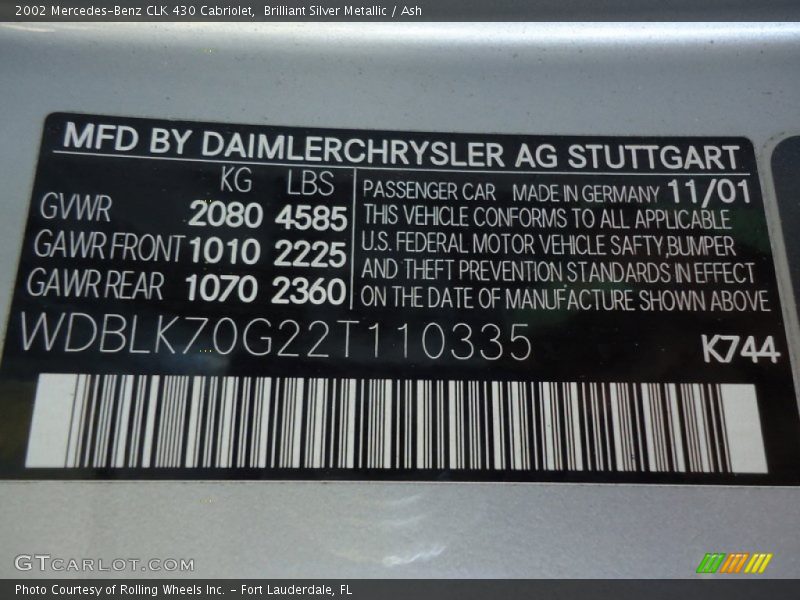 2002 Mercedes-Benz CLK 430 Cabriolet, Brilliant Silver Metallic / Ash
MFD BY DAIMLERCHRYSLER AG STUTTGART
KG LBS
GVWR 2080 4585
GAWR FRONT 1010 2225
GAWR REAR 1070 2360
PASSENGER CAR MADE IN GERMANY 11/01
THIS VEHICLE CONFORMS TO ALL APPLICABLE
U.S. FEDERAL MOTOR VEHICLE SAFTY,BUMPER
AND THEFT PREVENTION STANDARDS IN EFFECT
ON THE DATE OF MANUFACTURE SHOWN ABOVE
WDBLK70G22T110335
K744
GTCARLOT.COM
Photo Courtesy of Rolling Wheels Inc. - Fort Lauderdale, FL